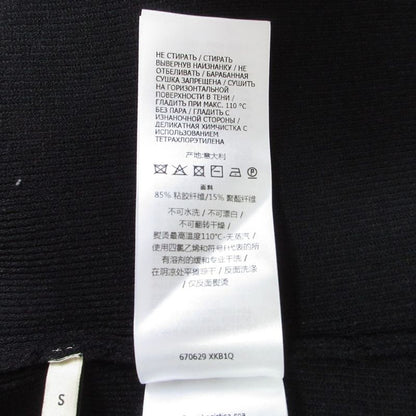 НЕ СТИРАТЬ / СТИРАТЬ
ВЫВЕРНУВ НАИЗНАНКУ / НЕ
ОТБЕЛИВАТЬ / БАРАБАННАЯ
СУШКА ЗАПРЕЩЕНА / СУШИТЬ
НА ГОРИЗОНТАЛЬНОЙ
ПОВЕРХНОСТИ В ТЕНИ /
ГЛАДИТЬ ПРИ МАКС. 110 °C
БЕЗ ПАРА / ГЛАДИТЬ С
ИЗНАНОЧНОЙ СТОРОНЫ /
ДЕЛИКАТНАЯ ХИМЧИСТКА С
ИСПОЛЬЗОВАНИЕМ
ТЕТРАХЛОРЭТИЛЕНА
产地:意大利
面料
85% 粘胶纤维/15% 聚酯纤维
不可水洗 / 不可漂白 /
不可翻转干燥 /
熨烫最高温度110°C-无蒸汽 /
使用四氯乙烯和符号代表的所
有溶剂的缓和专业干洗 /
在阴凉处平摊晾干 / 反面洗涤
/ 仅反面熨烫
670629 XKB1Q
S